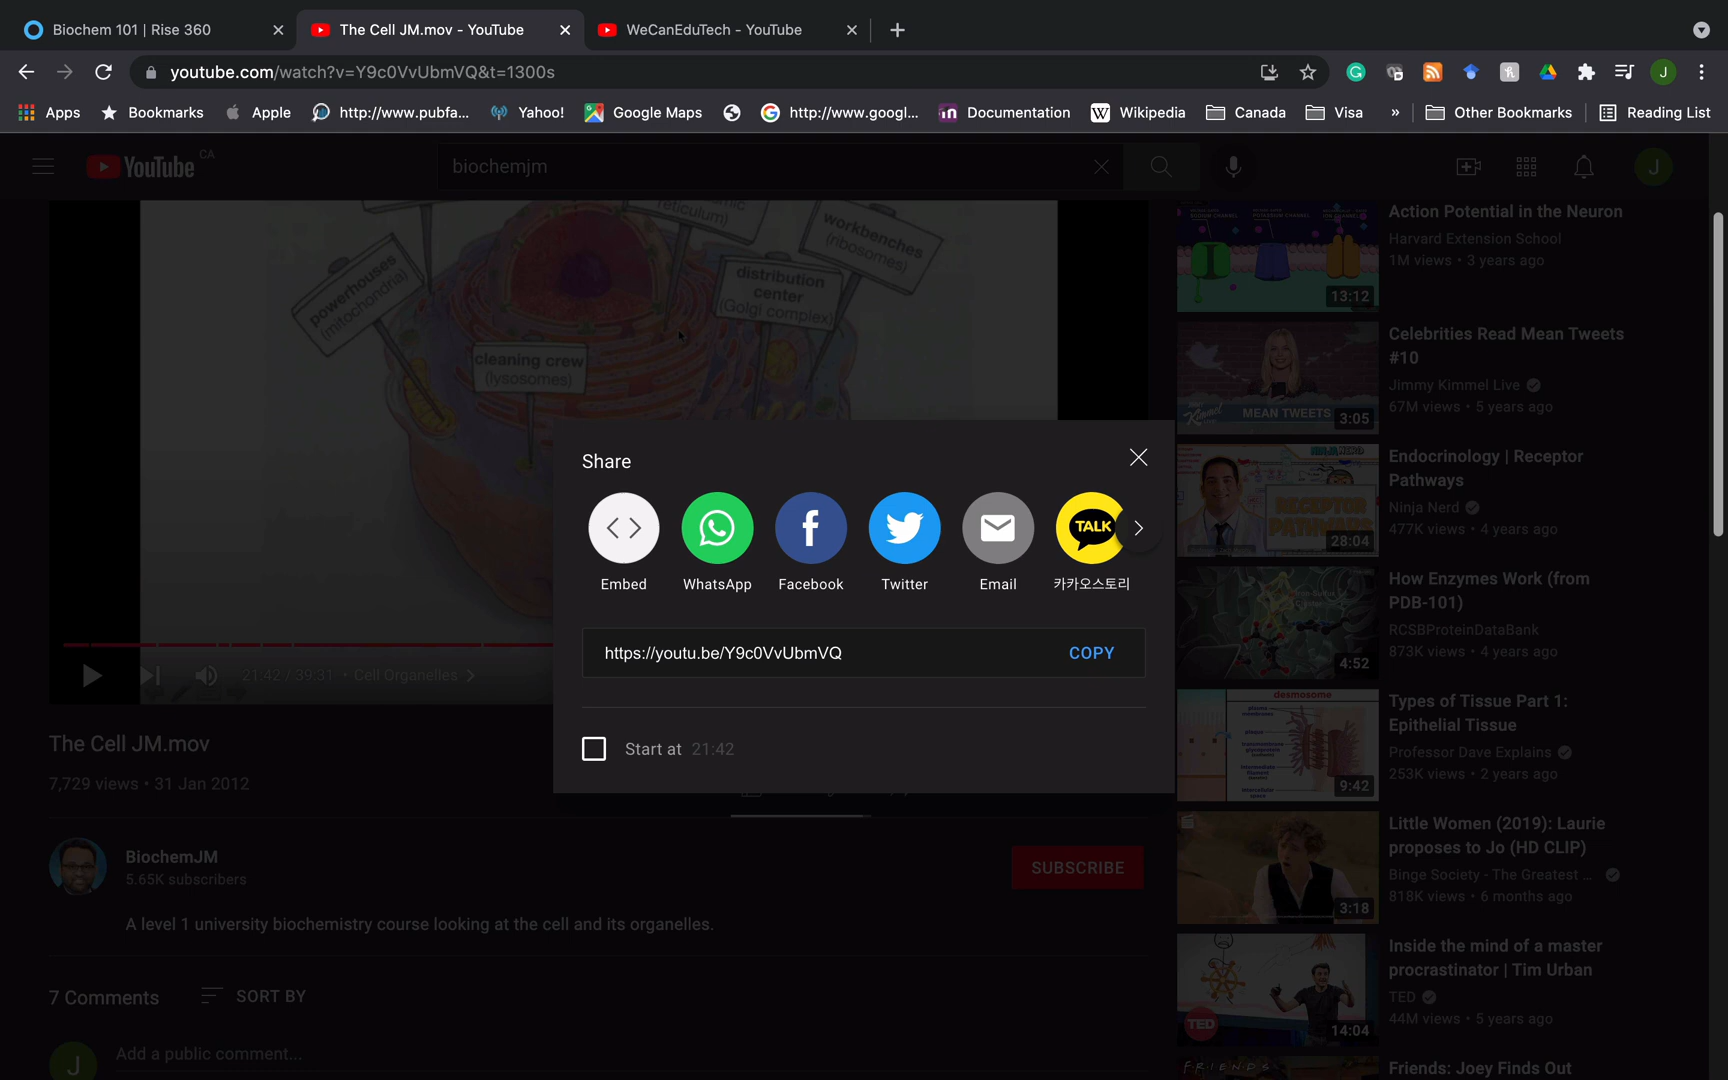 Biochem 101 | Rise 360
The Cell JM.mov - YouTube
WeCanEduTech - YouTube
youtube.com/watch?v=Y9c0VvUbmVQ&t=1300s
J
Apps
Bookmarks
Apple
http://www.pubfa...
Yahoo!
Google Maps
http://www.googl...
Documentation
W
Wikipedia
Canada
Visa
»
Other Bookmarks
Reading List
YouTube CA
biochemjm
J
reticulum)
workbenches
(ribosomes)
powerhouses
(mitochondria)
distribution
center
(Golgi complex)
cleaning crew
(lysosomes)
Share
Embed
WhatsApp
Facebook
Twitter
Email
TALK
카카오스토리
https://youtu.be/Y9c0VvUbmVQ
COPY
Start at 21:42
21:42 / 39:31 • Cell Organelles
The Cell JM.mov
7,729 views • 31 Jan 2012
BiochemJM
5.65K subscribers
SUBSCRIBE
A level 1 university biochemistry course looking at the cell and its organelles.
7 Comments
SORT BY
J
Add a public comment...
13:12
Action Potential in the Neuron
Harvard Extension School
1M views • 3 years ago
MEAN TWEETS
3:05
Celebrities Read Mean Tweets
#10
Jimmy Kimmel Live
67M views • 5 years ago
RECEPTOR
PATHWAYS
28:04
Endocrinology | Receptor
Pathways
Ninja Nerd
477K views • 4 years ago
4:52
How Enzymes Work (from
PDB-101)
RCSBProteinDataBank
873K views • 4 years ago
desmosome
9:42
Types of Tissue Part 1:
Epithelial Tissue
Professor Dave Explains
253K views • 2 years ago
3:18
Little Women (2019): Laurie
proposes to Jo (HD CLIP)
Binge Society - The Greatest ...
818K views • 6 months ago
TED
14:04
Inside the mind of a master
procrastinator | Tim Urban
TED
44M views • 5 years ago
FRIENDS
Friends: Joey Finds Out